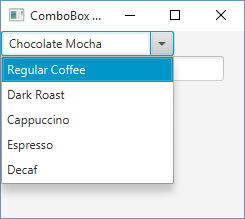 ComboBox ...
Chocolate Mocha
Regular Coffee
Dark Roast
Cappuccino
Espresso
Decaf